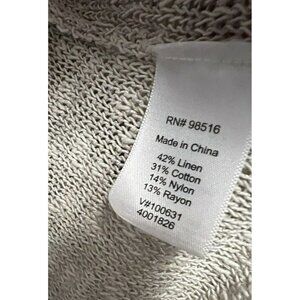 RN# 98516
Made in China
42% Linen
31% Cotton
14% Nylon
13% Rayon
V#100631
4001826